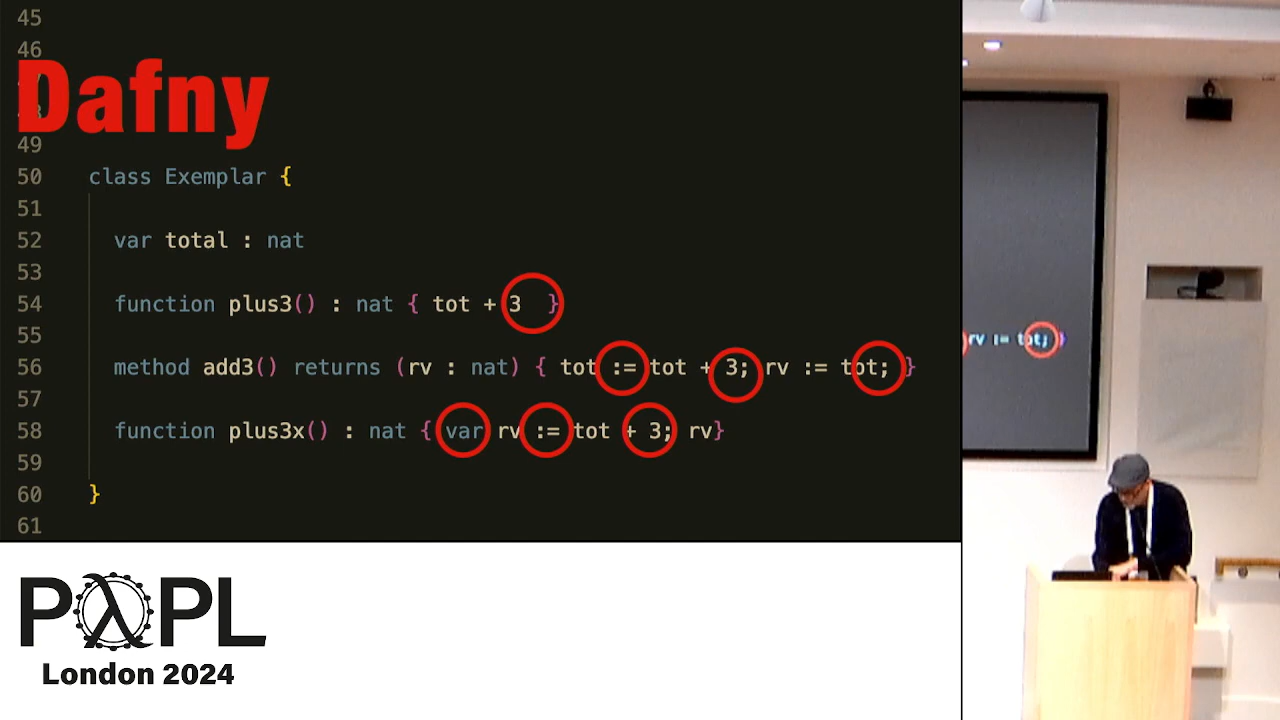 45
46
Dafny
49
50 class Exemplar {
51
52 var total : nat
53
54 function plus3() : nat { tot + 3 }
55
56 method add3() returns (rv : nat) { tot := tot + 3; rv := tot; }
57
58 function plus3x() : nat { var rv := tot + 3; rv}
59
60 }
61
rv := tot; }
PλPL
London 2024